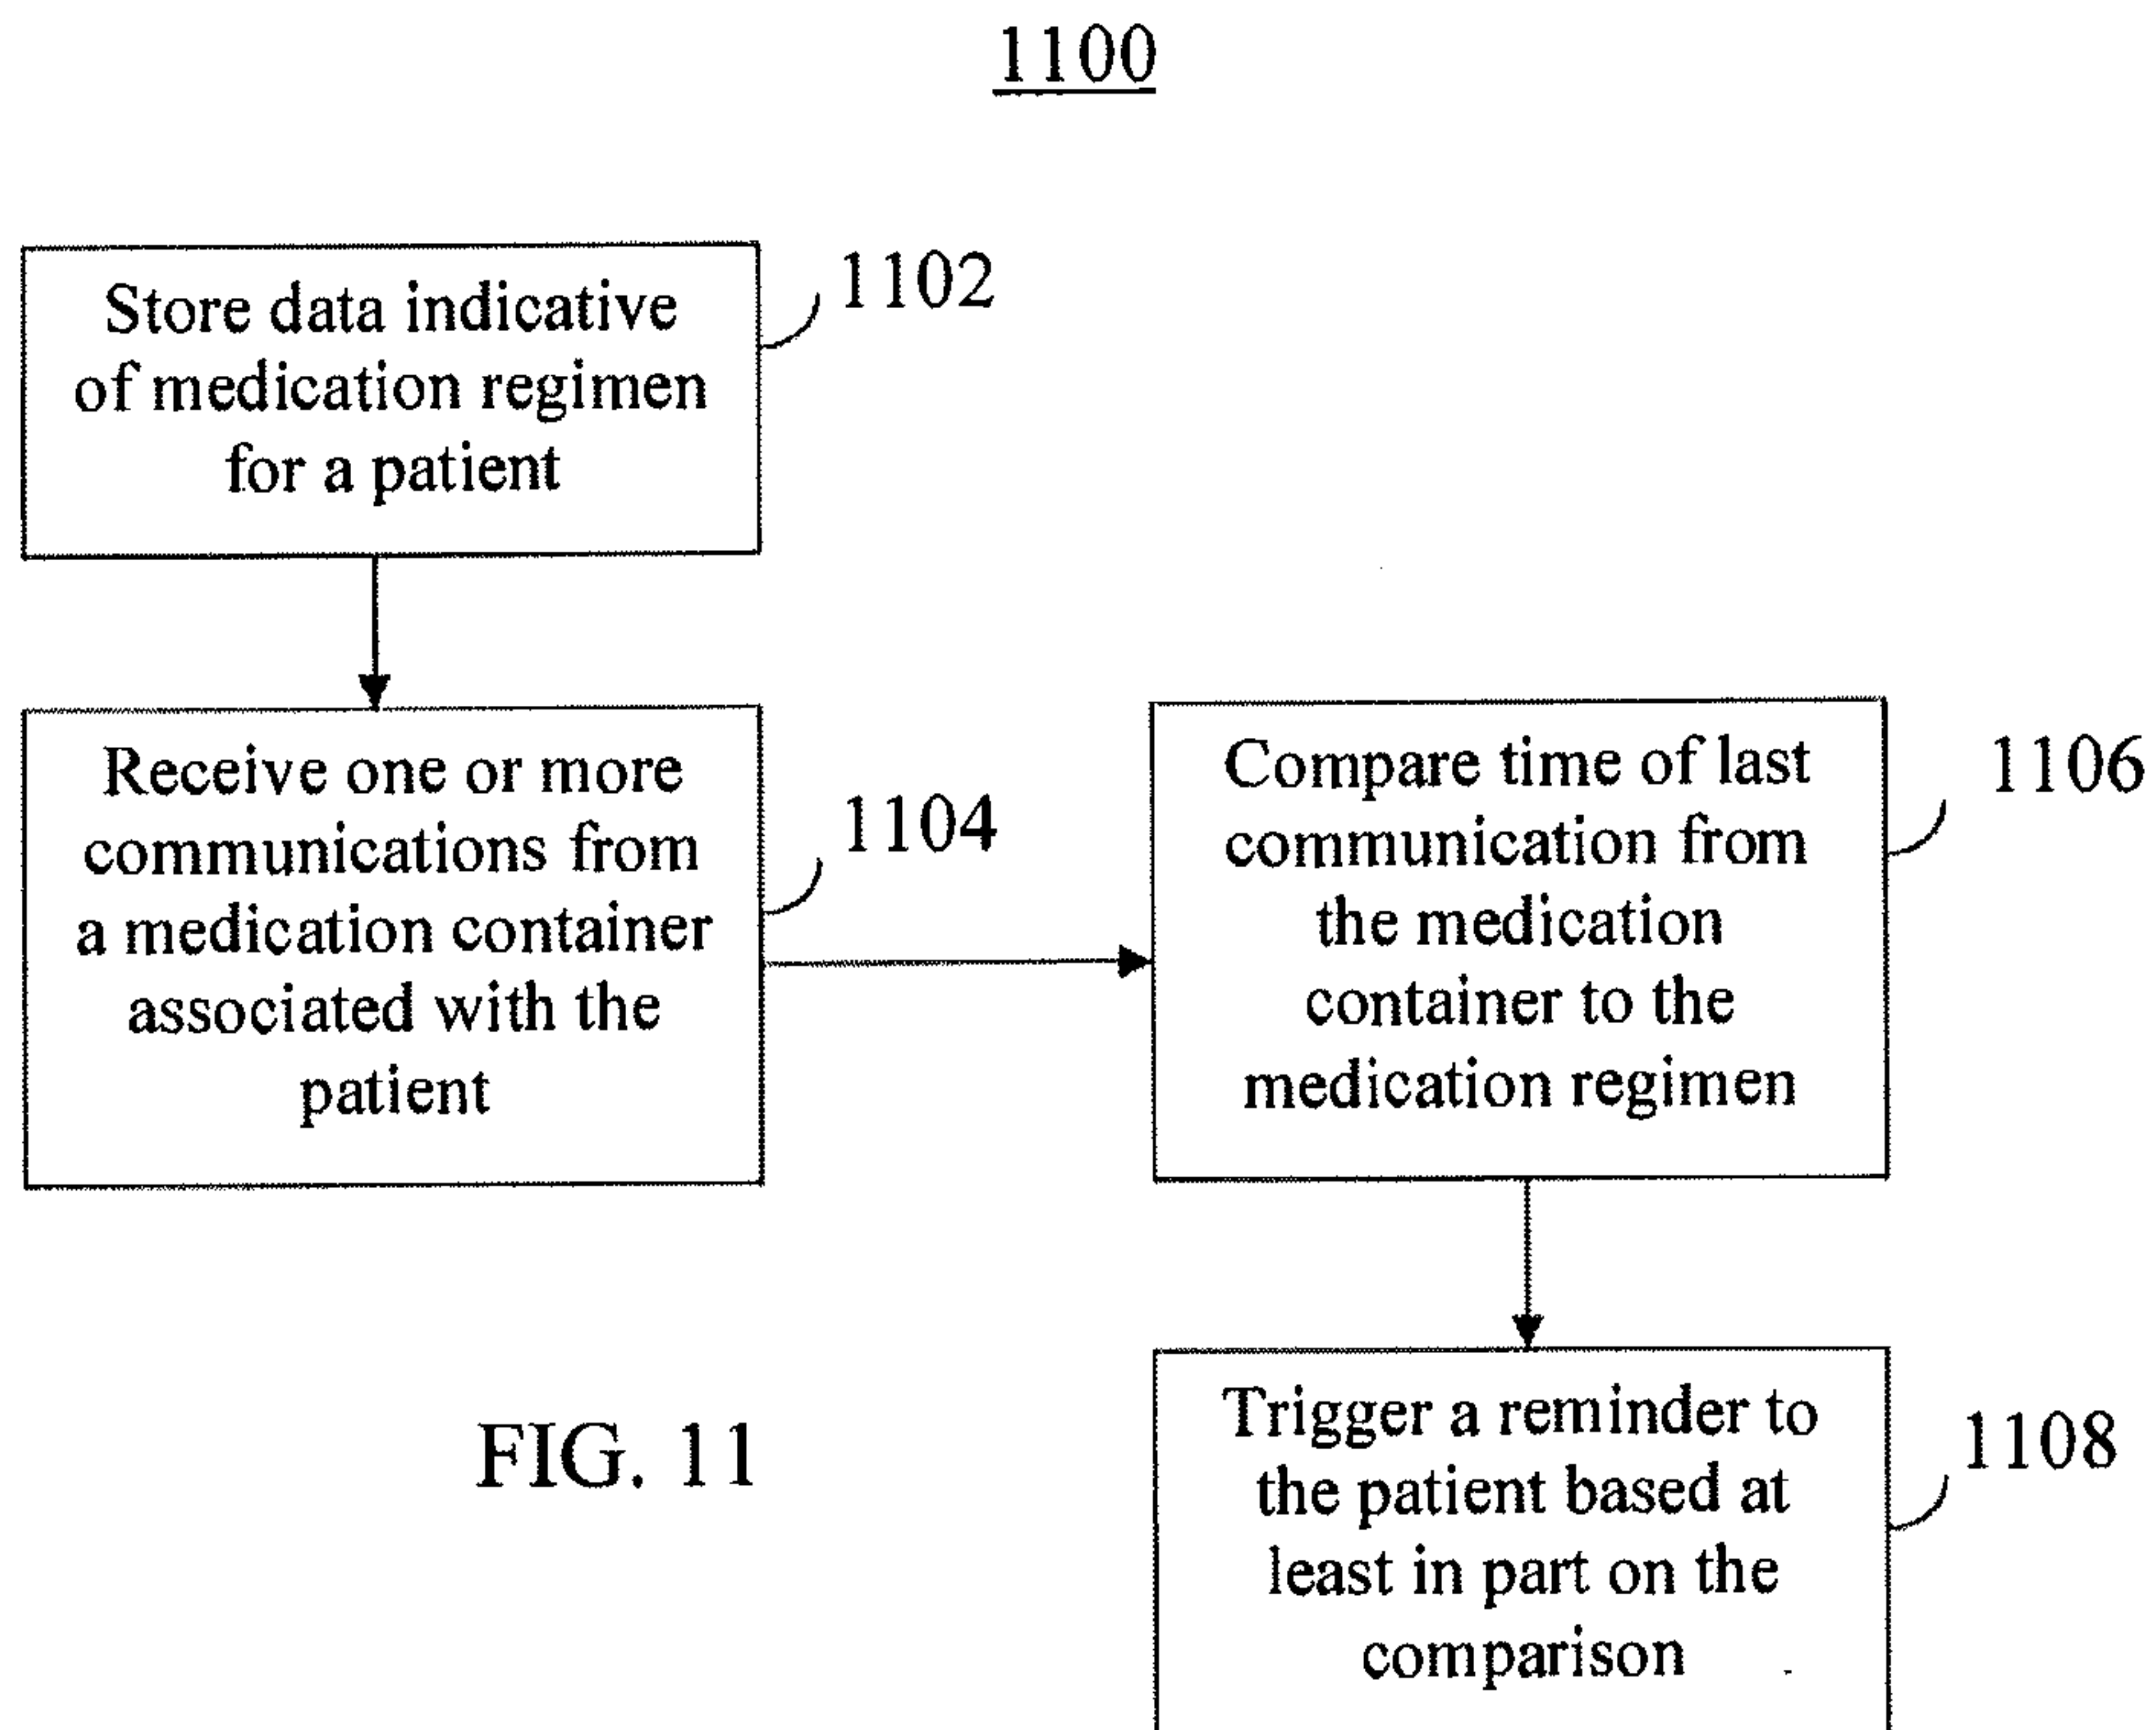 1100
Store data indicative
of medication regimen
for a patient
1102
Receive one or more
communications from
a medication container
associated with the
patient
1104
Compare time of last
communication from
the medication
container to the
medication regimen
1106
Trigger a reminder to
the patient based at
least in part on the
comparison
1108
FIG. 11